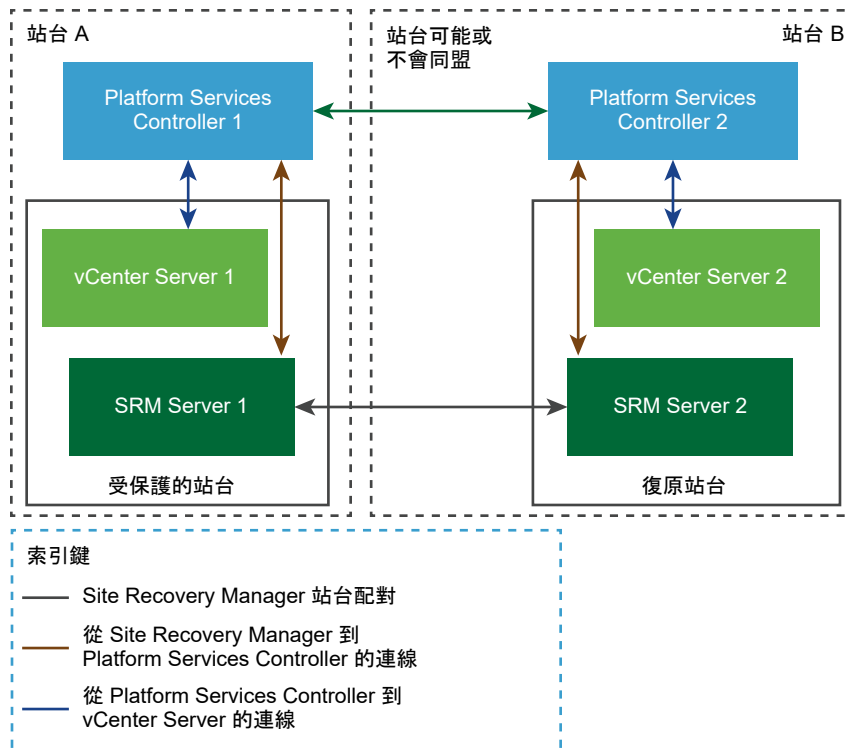 站台 A
站台可能或
不會同盟
站台 B
Platform Services
Controller 1
Platform Services
Controller 2
vCenter Server 1
vCenter Server 2
SRM Server 1
SRM Server 2
受保護的站台
復原站台
索引鍵
Site Recovery Manager 站台配對
從 Site Recovery Manager 到
Platform Services Controller 的連線
從 Platform Services Controller 到
vCenter Server 的連線